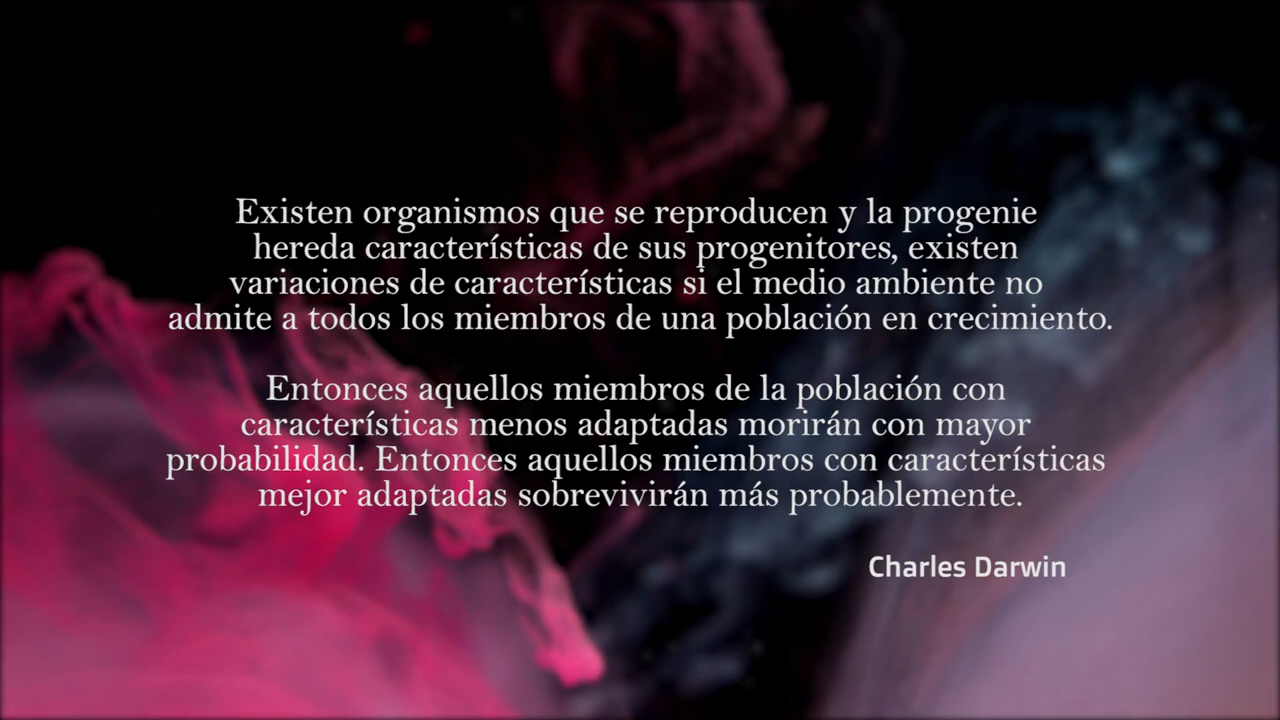 Existen organismos que se reproducen y la progenie
hereda características de sus progenitores, existen
variaciones de características si el medio ambiente no
admite a todos los miembros de una población en crecimiento.
Entonces aquellos miembros de la población con
características menos adaptadas morirán con mayor
probabilidad. Entonces aquellos miembros con características
mejor adaptadas sobrevivirán más probablemente.
Charles Darwin